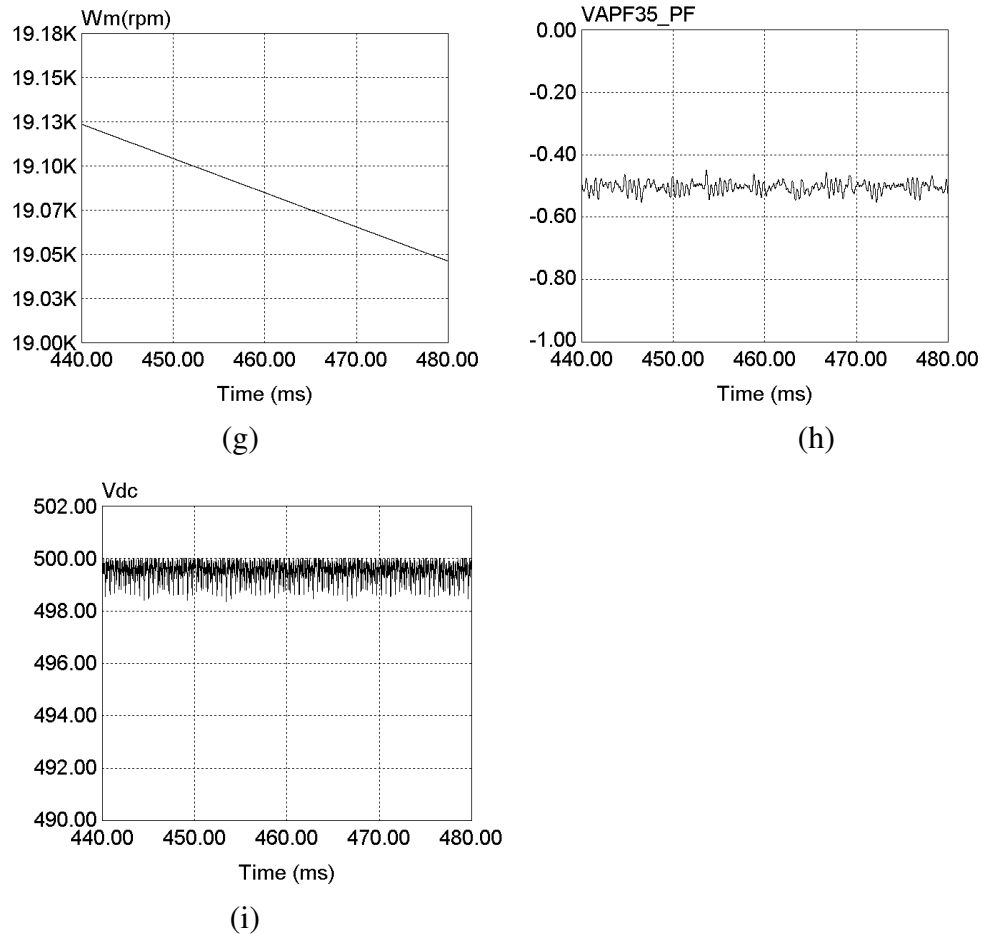 Wm(rpm)
19.18K
19.15K
19.13K
19.10K
19.07K
19.05K
19.03K
19.00K
440.00 450.00 460.00 470.00 480.00
Time (ms)
(g)
VAPF35_PF
0.00
-0.20
-0.40
-0.60
-0.80
-1.00
440.00 450.00 460.00 470.00 480.00
Time (ms)
(h)
Vdc
502.00
500.00
498.00
496.00
494.00
492.00
490.00
440.00 450.00 460.00 470.00 480.00
Time (ms)
(i)